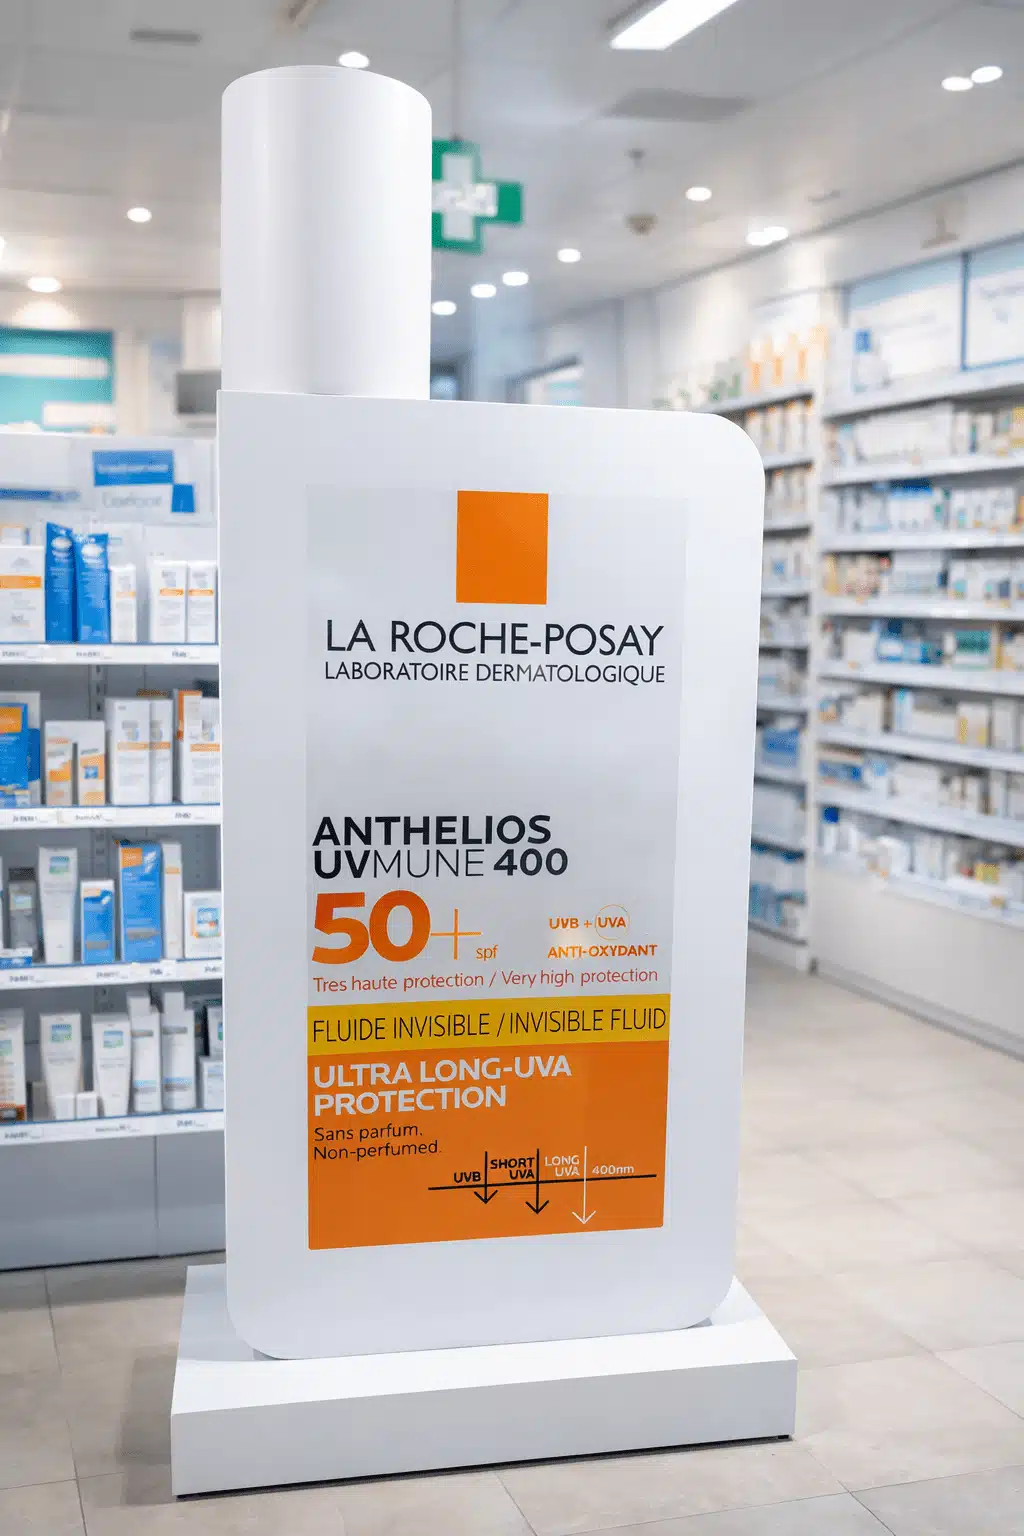 LA ROCHE-POSAY
LABORATOIRE DERMATOLOGIQUE
ANTHELIOS
UVMUNE 400
50+ spf
UVB + UVA
ANTI-OXYDANT
Tres haute protection / Very high protection
FLUIDE INVISIBLE / INVISIBLE FLUID
ULTRA LONG-UVA
PROTECTION
Sans parfum.
Non-perfumed.
UVB
SHORT
UVA
LONG
UVA
400nm